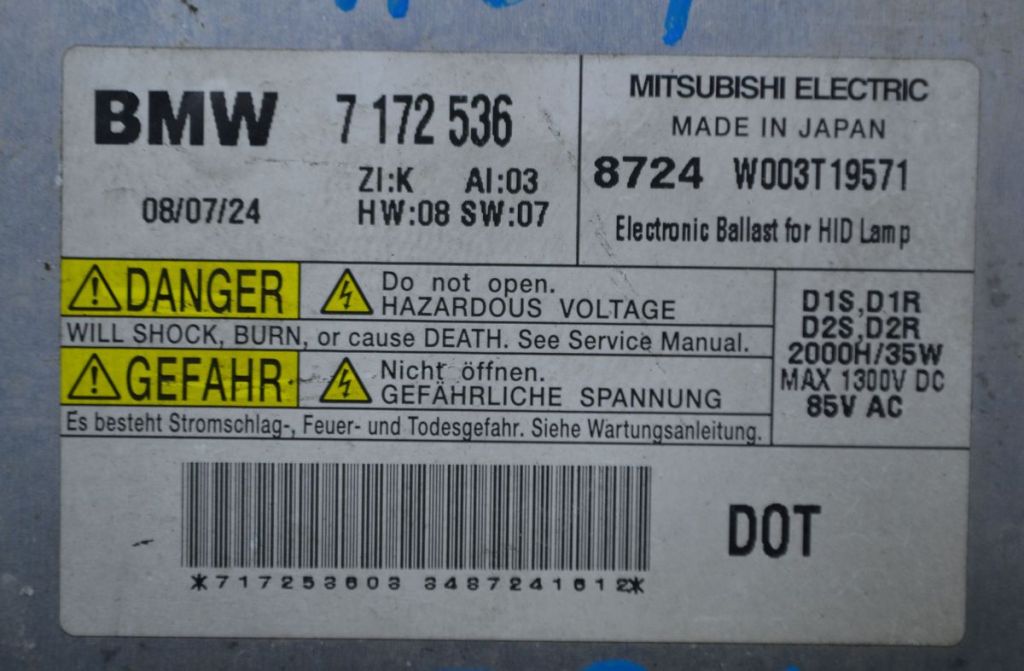 BMW 7 172 536
ZI:K AI:03
08/07/24 HW:08 SW:07
MITSUBISHI ELECTRIC
MADE IN JAPAN
8724 W003T19571
Electronic Ballast for HID Lamp
DANGER Do not open.
HAZARDOUS VOLTAGE
WILL SHOCK, BURN, or cause DEATH. See Service Manual.
GEFAHR Nicht öffnen.
GEFÄHRLICHE SPANNUNG
Es besteht Stromschlag-, Feuer- und Todesgefahr. Siehe Wartungsanleitung.
D1S,D1R
D2S,D2R
2000H/35W
MAX 1300V DC
85V AC
*717253603 3487241612*
DOT